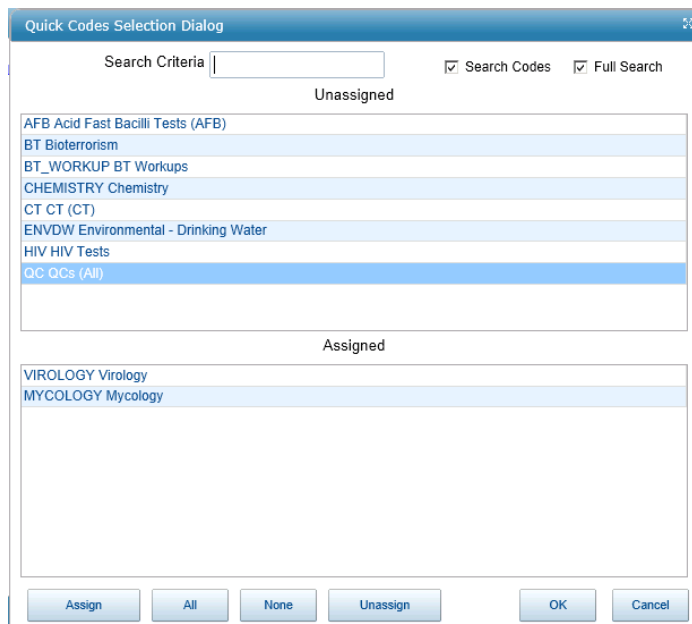 Quick Codes Selection Dialog
Search Criteria Search Codes Full Search
Unassigned
AFB Acid Fast Bacilli Tests (AFB)
BT Bioterrorism
BT_WORKUP BT Workups
CHEMISTRY Chemistry
CT CT (CT)
ENVDW Environmental - Drinking Water
HIV HIV Tests
QC QCs (All)
Assigned
VIROLOGY Virology
MYCOLOGY Mycology
Assign All None Unassign OK Cancel